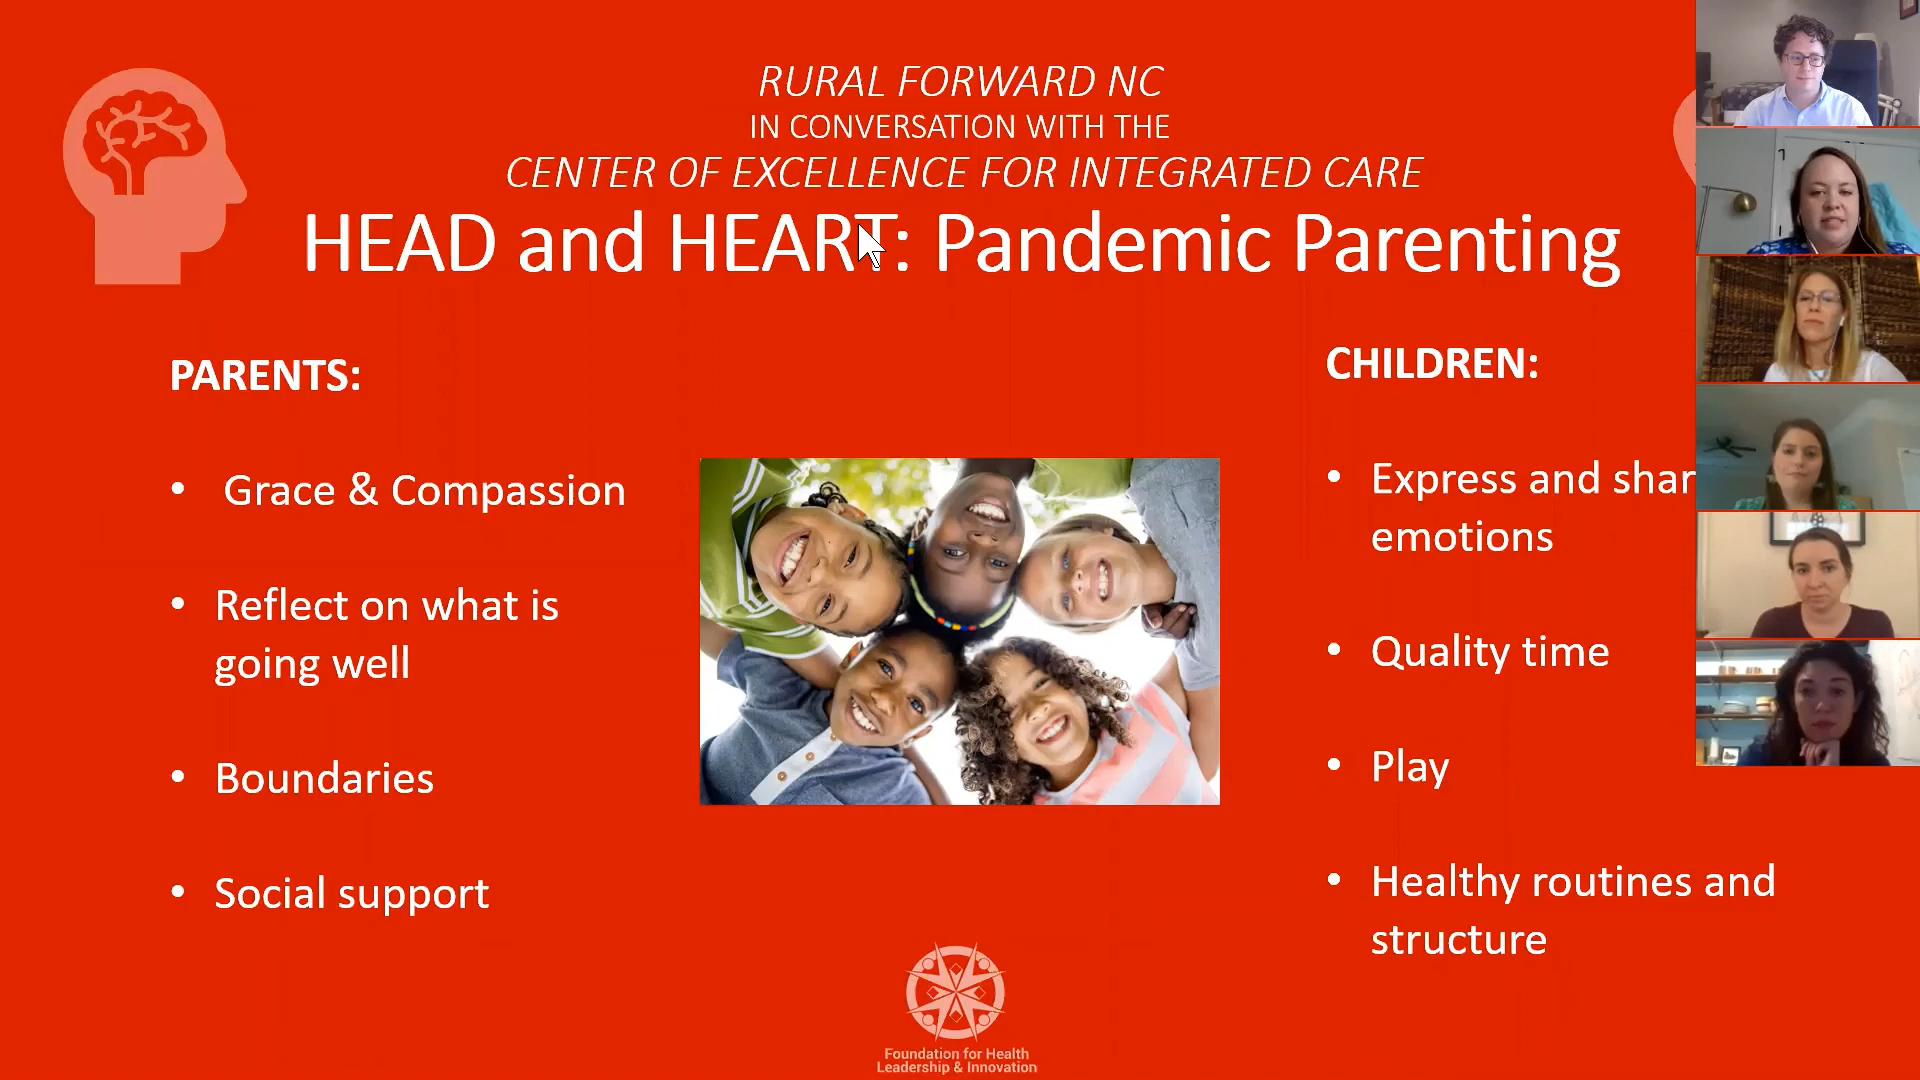 RURAL FORWARD NC
IN CONVERSATION WITH THE
CENTER OF EXCELLENCE FOR INTEGRATED CARE
HEAD and HEART: Pandemic Parenting
PARENTS:
• Grace & Compassion
• Reflect on what is
going well
• Boundaries
• Social support
CHILDREN:
• Express and shar
emotions
• Quality time
• Play
• Healthy routines and
structure
Foundation for Health
Leadership & Innovation